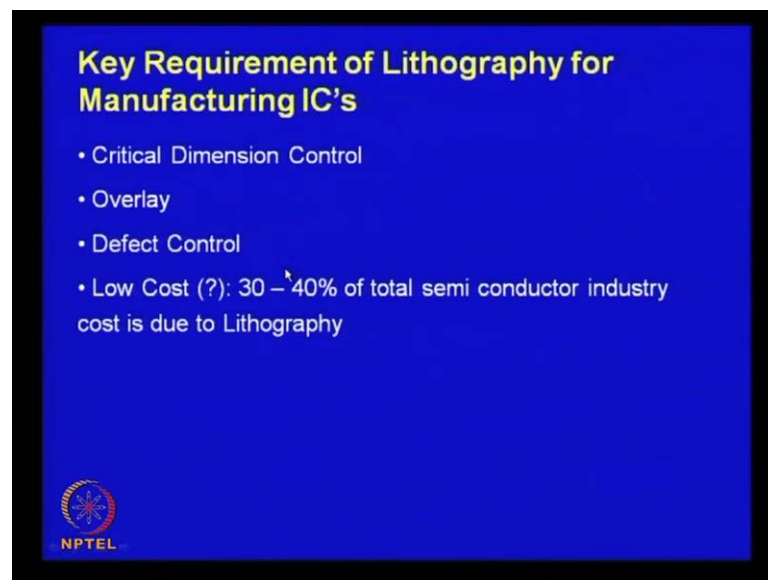 Key Requirement of Lithography for
Manufacturing IC's
• Critical Dimension Control
• Overlay
• Defect Control
• Low Cost (?): 30 – 40% of total semi conductor industry
cost is due to Lithography
NPTEL